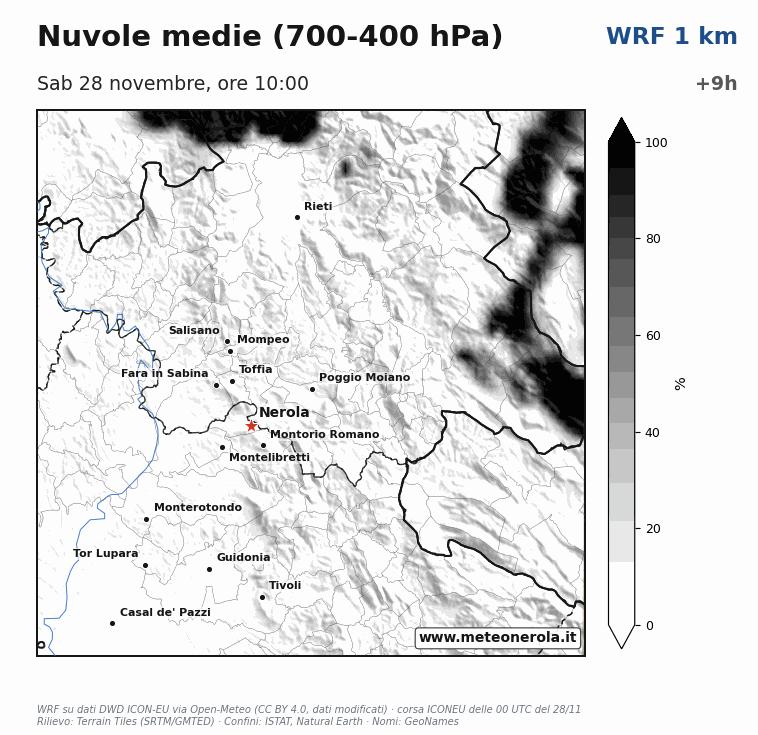 Nuvole medie (700-400 hPa)
WRF 1 km
Sab 28 novembre, ore 10:00
+9h
100
80
60
%
40
20
0
Rieti
Salisano
Mompeo
Toffia
Fara in Sabina
Poggio Moiano
Nerola
Montorio Romano
Montelibretti
Monterotondo
Tor Lupara
Guidonia
Tivoli
Casal de' Pazzi
www.meteonerola.it
WRF su dati DWD ICON-EU via Open-Meteo (CC BY 4.0, dati modificati) · corsa ICONEU delle 00 UTC del 28/11
Rilievo: Terrain Tiles (SRTM/GMTED) · Confini: ISTAT, Natural Earth · Nomi: GeoNames